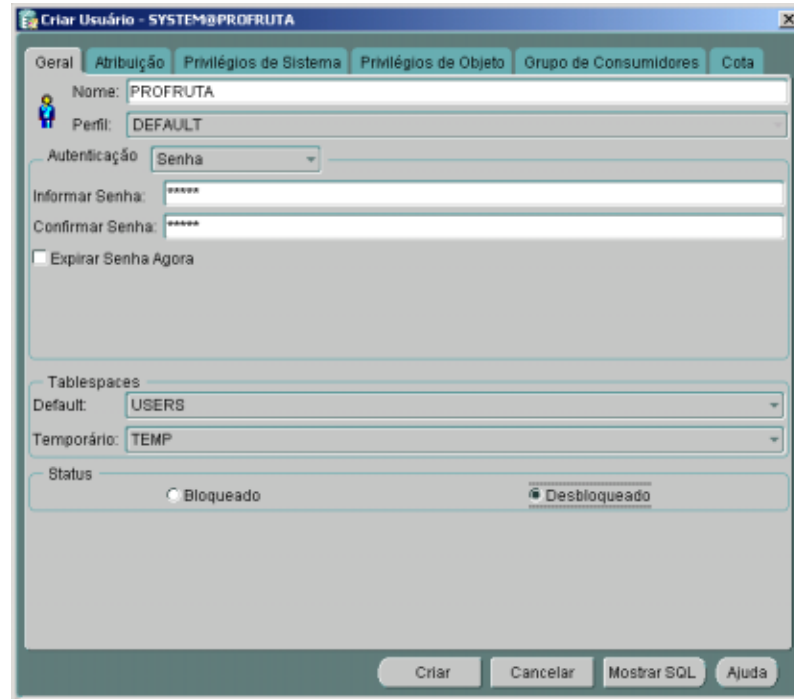 Criar Usuário - SYSTEM@PROFRUTA
Geral Atribuição Privilégios de Sistema Privilégios de Objeto Grupo de Consumidores Cota
Nome: PROFRUTA
Perfil: DEFAULT
Autenticação Senha
Informar Senha: *****
Confirmar Senha: *****
Expirar Senha Agora
Tablespaces
Default: USERS
Temporário: TEMP
Status
Bloqueado Desbloqueado
Criar Cancelar Mostrar SQL Ajuda